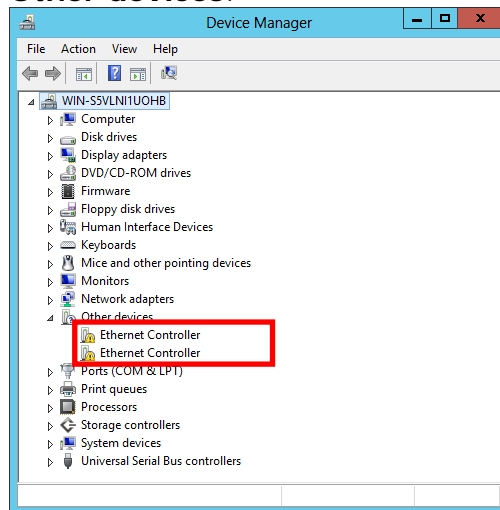 Other devices.
Device Manager
File Action View Help
WIN-S5VLNI1UOHB
Computer
Disk drives
Display adapters
DVD/CD-ROM drives
Firmware
Floppy disk drives
Human Interface Devices
Keyboards
Mice and other pointing devices
Monitors
Network adapters
Other devices
Ethernet Controller
Ethernet Controller
Ports (COM & LPT)
Print queues
Processors
Storage controllers
System devices
Universal Serial Bus controllers